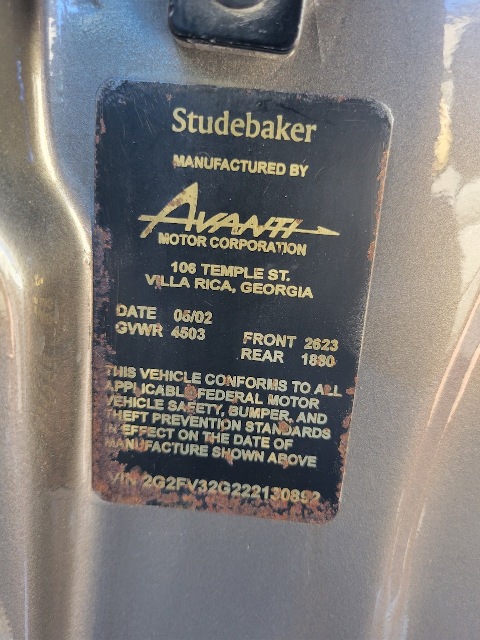 Studebaker
MANUFACTURED BY
AVANTI
MOTOR CORPORATION
106 TEMPLE ST.
VILLA RICA, GEORGIA
DATE 05/02
GVWR 4503 FRONT 2623
REAR 1880
THIS VEHICLE CONFORMS TO ALL
APPLICABLE FEDERAL MOTOR
VEHICLE SAFETY, BUMPER, AND
THEFT PREVENTION STANDARDS
IN EFFECT ON THE DATE OF
MANUFACTURE SHOWN ABOVE
VIN 2G2FV32G222130892